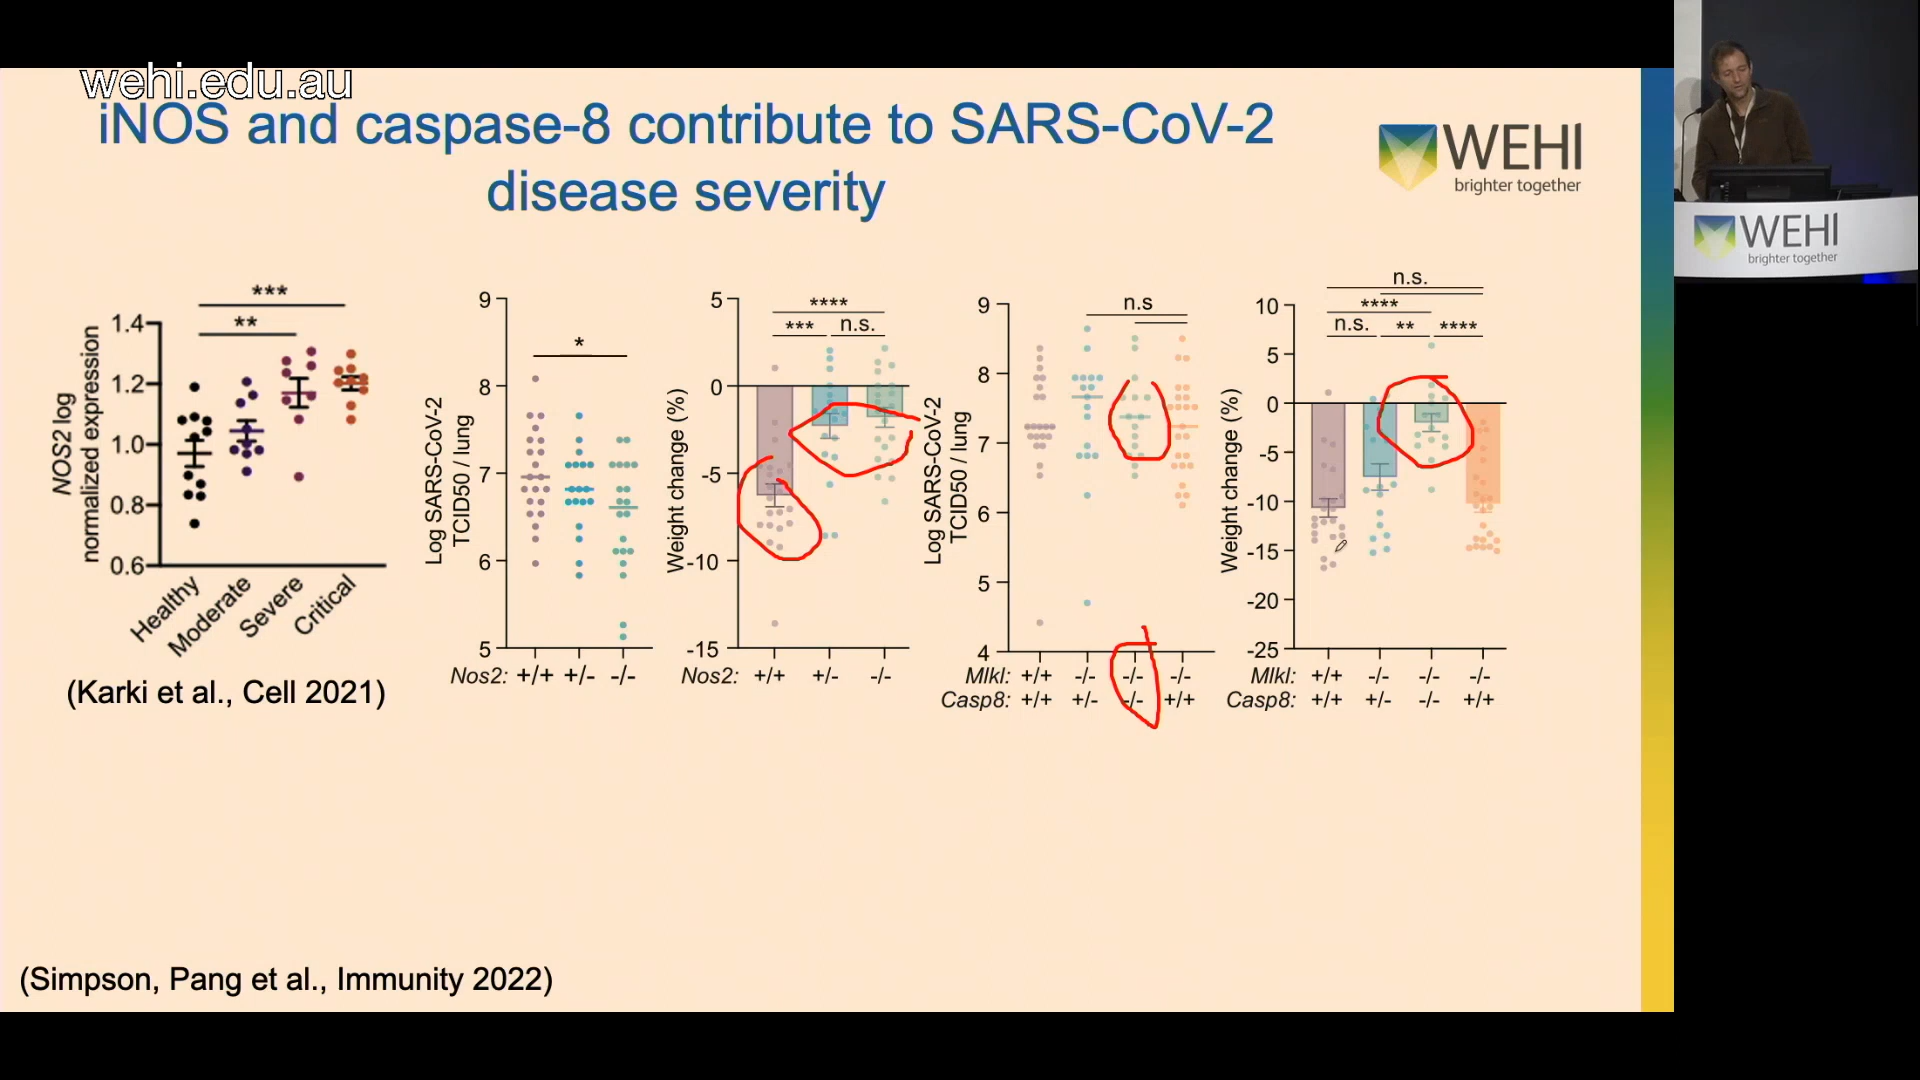 wehi.edu.au
iNOS and caspase-8 contribute to SARS-CoV-2
disease severity
WEHI
brighter together
WEHI
brighter together
***
**
NOS2 log
normalized expression
1.4
1.2
1.0
0.8
0.6
Healthy
Moderate
Severe
Critical
(Karki et al., Cell 2021)
*
Log SARS-CoV-2
TCID50 / lung
9
8
7
6
5
Nos2: +/+ +/- -/-
****
*** n.s.
Weight change (%)
5
0
-5
-10
-15
Nos2: +/+ +/- -/-
n.s
Log SARS-CoV-2
TCID50 / lung
9
8
7
6
5
4
Mlkl: +/+ -/- -/- -/-
Casp8: +/+ +/- -/- +/+
n.s.
****
n.s. ** ****
Weight change (%)
10
5
0
-5
-10
-15
-20
-25
Mlkl: +/+ -/- -/- -/-
Casp8: +/+ +/- -/- +/+
(Simpson, Pang et al., Immunity 2022)